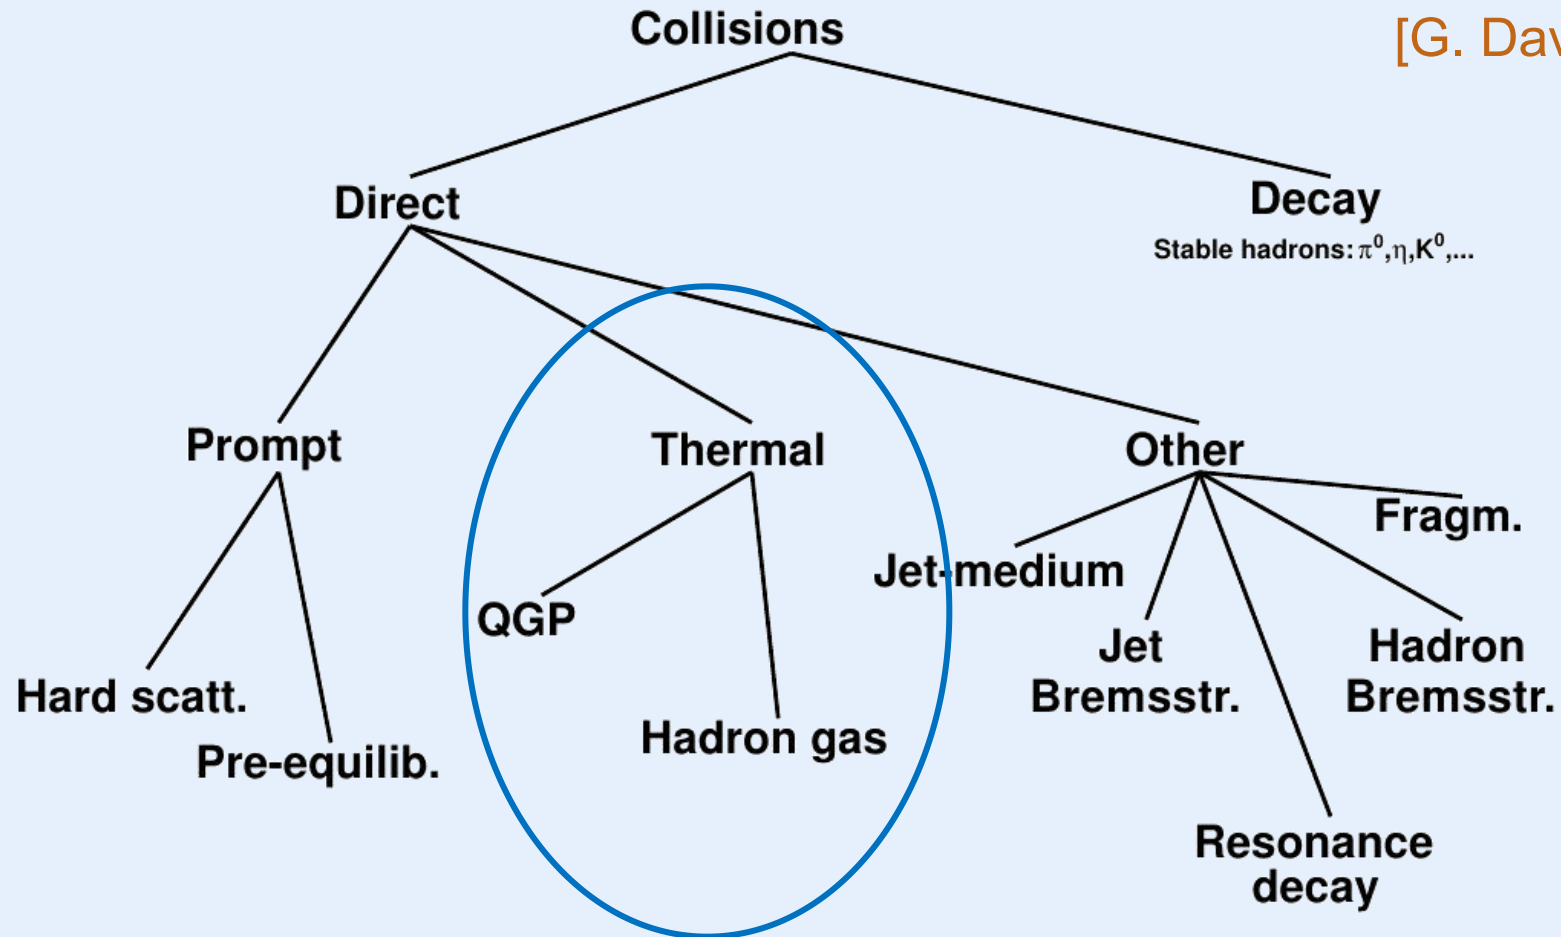 Collisions
[G. Dav
Direct
Decay
Stable hadrons: π⁰,η,K⁰,...
Prompt
Thermal
Other
Fragm.
Jet-medium
QGP
Jet
Bremsstr.
Hadron
Bremsstr.
Hard scatt.
Pre-equilib.
Hadron gas
Resonance
decay